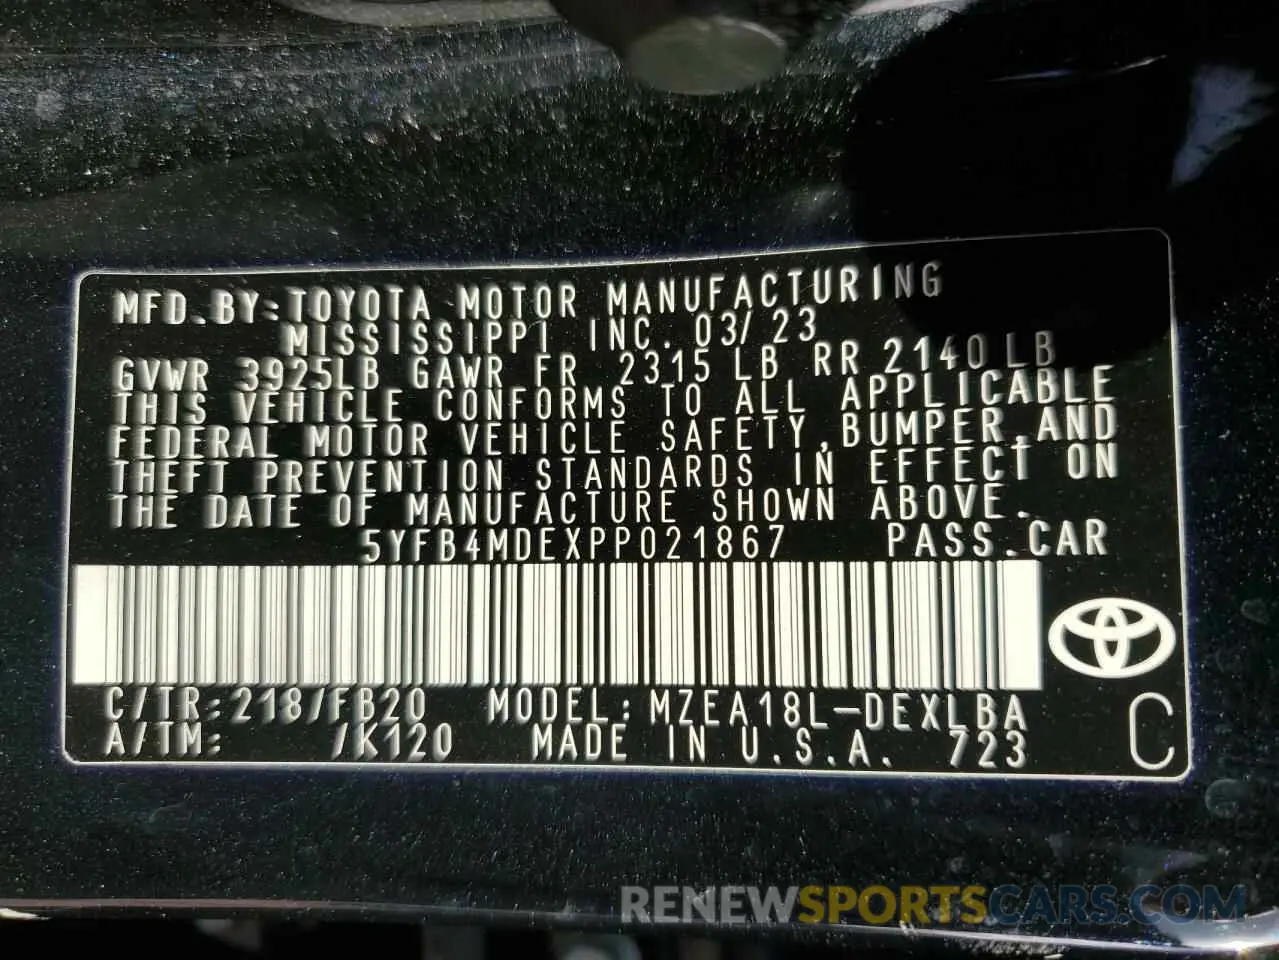 MFD. BY: TOYOTA MOTOR MANUFACTURING
MISSISSIPPI INC. 03/23
GVWR 3925LB GAWR FR 2315 LB RR 2140 LB
THIS VEHICLE CONFORMS TO ALL APPLICABLE
FEDERAL MOTOR VEHICLE SAFETY, BUMPER, AND
THEFT PREVENTION STANDARDS IN EFFECT ON
THE DATE OF MANUFACTURE SHOWN ABOVE.
5YFB4MDEXPP021867 PASS. CAR
C/TR: 218/FB20 MODEL: MZEA18L-DEXLBA
A/TM: /K120 MADE IN U.S.A. 723
C
RENEWSPORTSCARS.COM